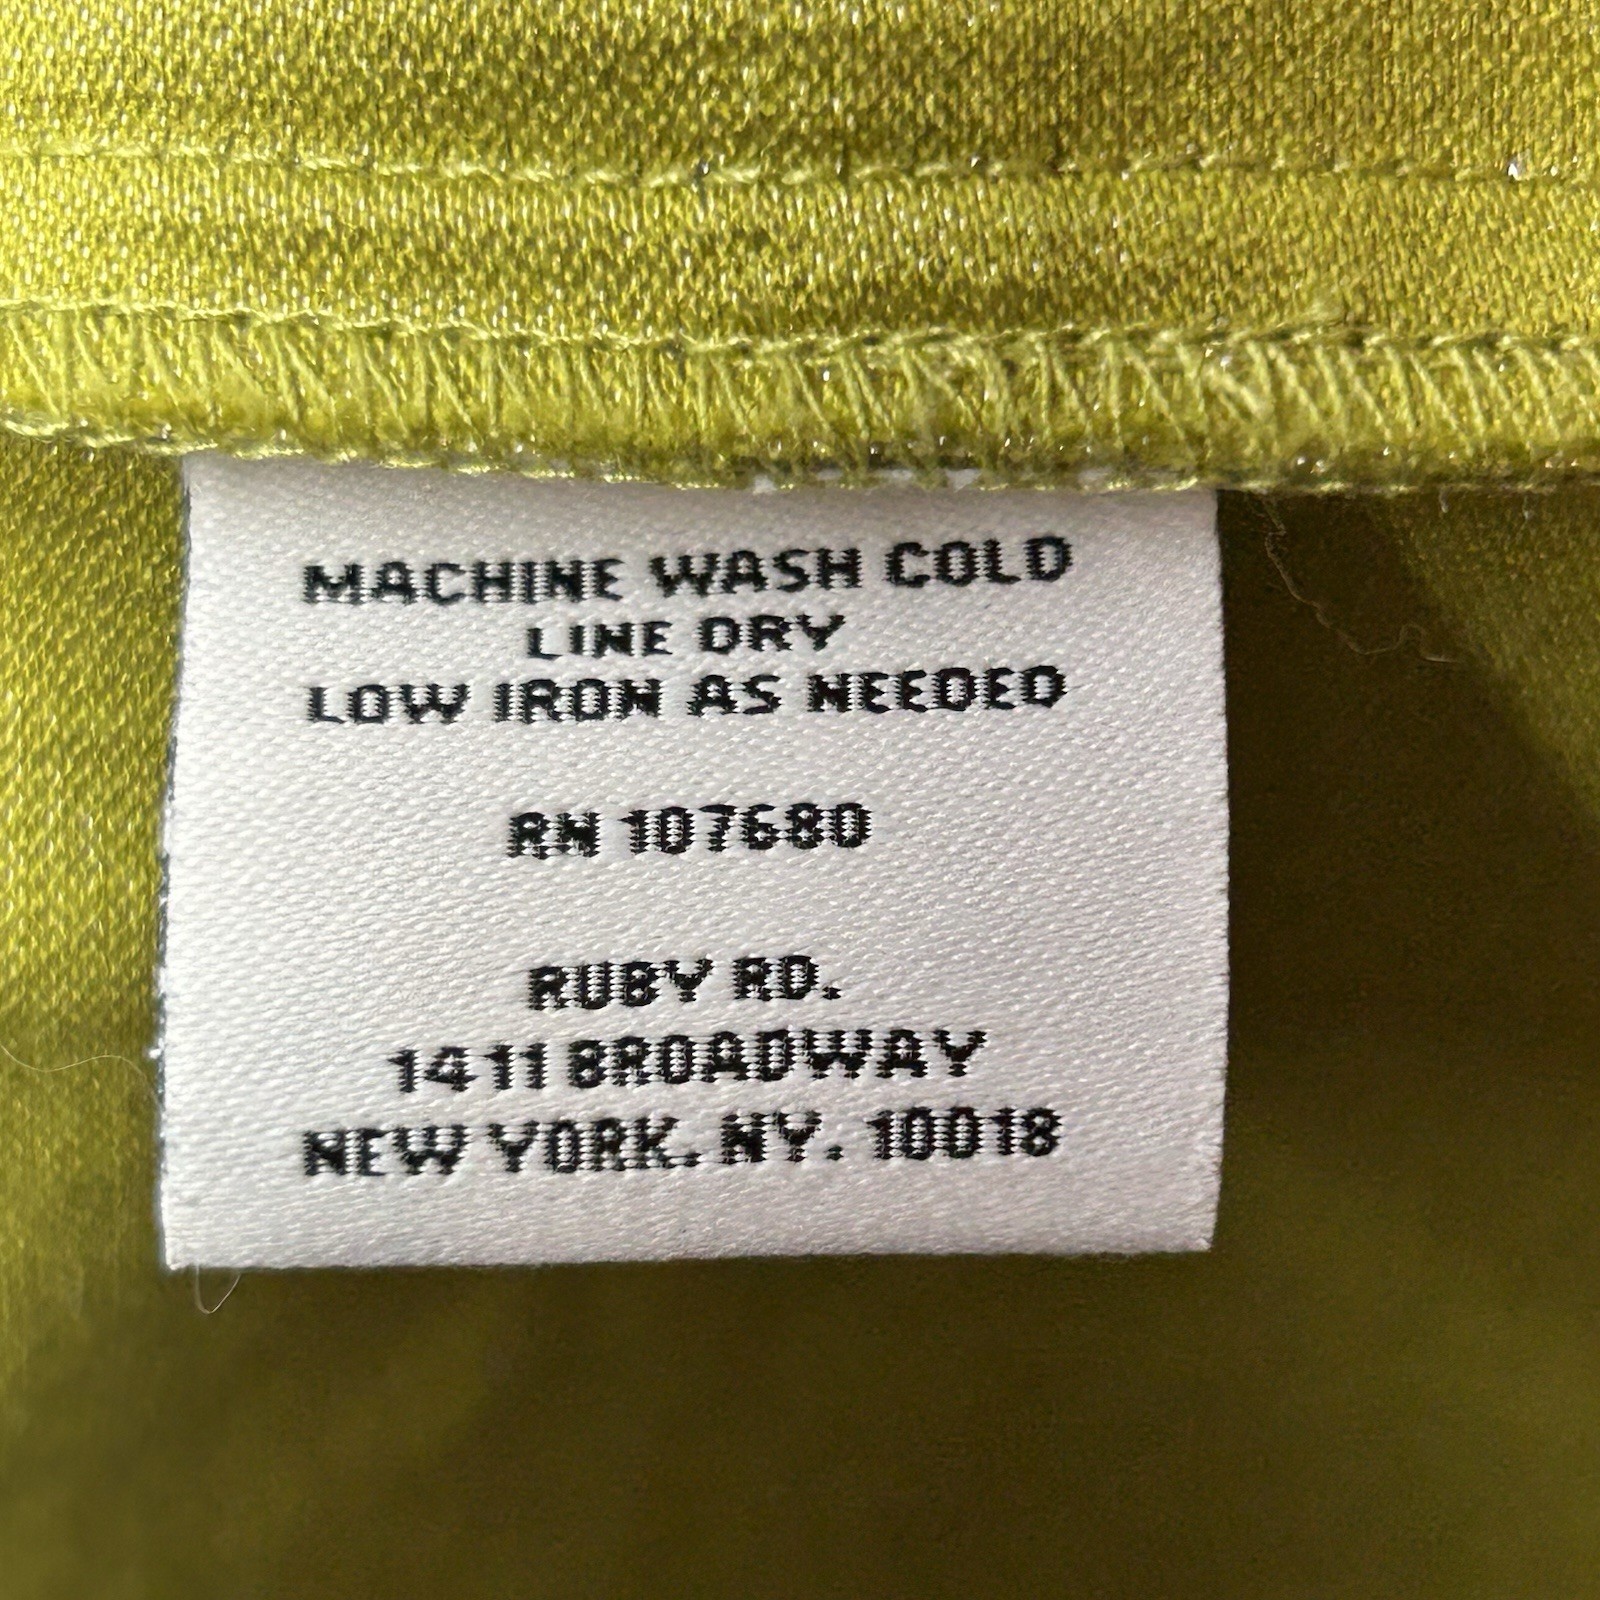 MACHINE WASH COLD
LINE DRY
LOW IRON AS NEEDED
RN 107680
RUBY RD.
1411 BROADWAY
NEW YORK. NY. 10018